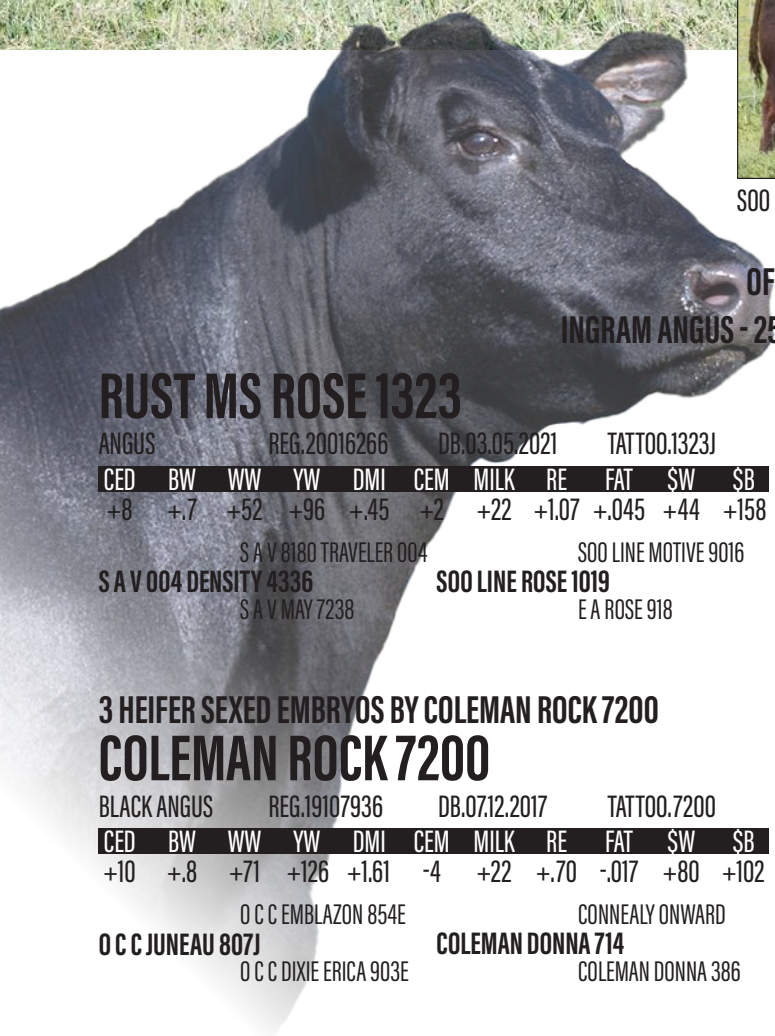 SOO
OF
INGRAM ANGUS - 25
RUST MS ROSE 1323
ANGUS REG.20016266 DB.03.05.2021 TATTOO.1323J
CED BW WW YW DMI CEM MILK RE FAT $W $B
+8 +.7 +52 +96 +.45 +2 +22 +1.07 +.045 +44 +158
S A V 8180 TRAVELER 004 SOO LINE MOTIVE 9016
S A V 004 DENSITY 4336 SOO LINE ROSE 1019
S A V MAY 7238 E A ROSE 918
3 HEIFER SEXED EMBRYOS BY COLEMAN ROCK 7200
COLEMAN ROCK 7200
BLACK ANGUS REG.19107936 DB.07.12.2017 TATTOO.7200
CED BW WW YW DMI CEM MILK RE FAT $W $B
+10 +.8 +71 +126 +1.61 -4 +22 +.70 -.017 +80 +102
O C C EMBLAZON 854E CONNEALY ONWARD
O C C JUNEAU 807J COLEMAN DONNA 714
O C C DIXIE ERICA 903E COLEMAN DONNA 386